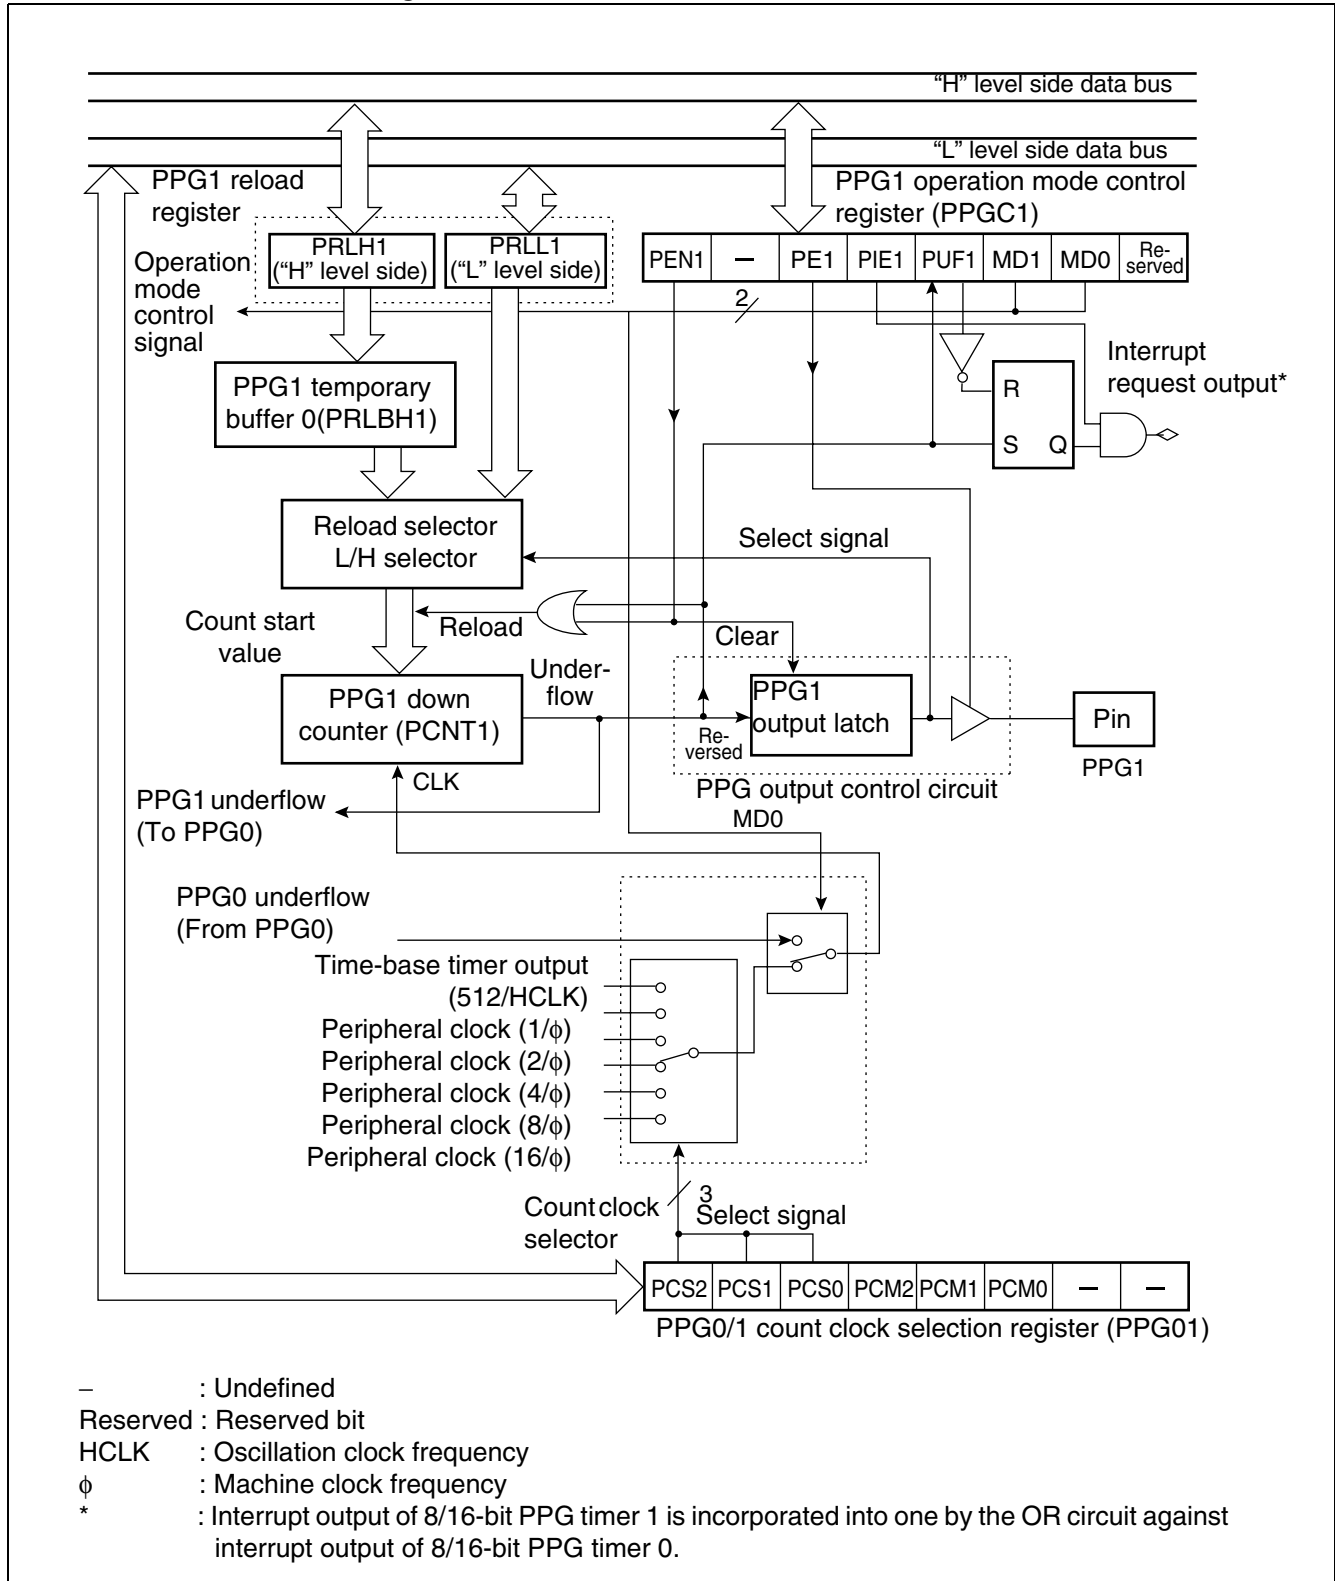 "H" level side data bus
"L" level side data bus
PPG1 reload
register
PPG1 operation mode control
register (PPGC1)
PRLH1
("H" level side)
PRLL1
("L" level side)
PEN1 – PE1 PIE1 PUF1 MD1 MD0 Re-
served
Operation
mode
control
signal
2
Interrupt
request output*
PPG1 temporary
buffer 0(PRLBH1)
R
S Q
Reload selector
L/H selector
Select signal
Count start
value
Reload
Clear
Under-
flow
PPG1 down
counter (PCNT1)
PPG1
output latch
Re-
versed
Pin
PPG1
CLK
PPG output control circuit
PPG1 underflow
(To PPG0)
MD0
PPG0 underflow
(From PPG0)
Time-base timer output
(512/HCLK)
Peripheral clock (1/ϕ)
Peripheral clock (2/ϕ)
Peripheral clock (4/ϕ)
Peripheral clock (8/ϕ)
Peripheral clock (16/ϕ)
3
Count clock
selector
Select signal
PCS2 PCS1 PCS0 PCM2 PCM1 PCM0 – –
PPG0/1 count clock selection register (PPG01)
– : Undefined
Reserved : Reserved bit
HCLK : Oscillation clock frequency
ϕ : Machine clock frequency
* : Interrupt output of 8/16-bit PPG timer 1 is incorporated into one by the OR circuit against
interrupt output of 8/16-bit PPG timer 0.